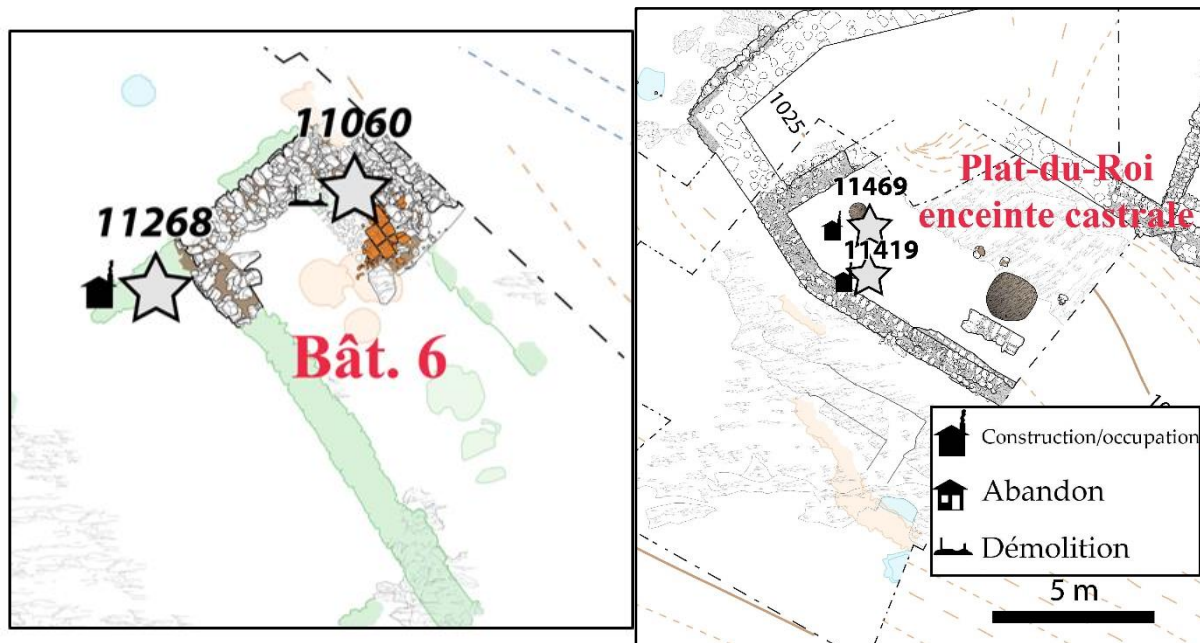 11060
11268
Bât. 6
1025
11469
Plat-du-Roi
enceinte castrale
11419
Construction/occupation
Abandon
Démolition
5 m